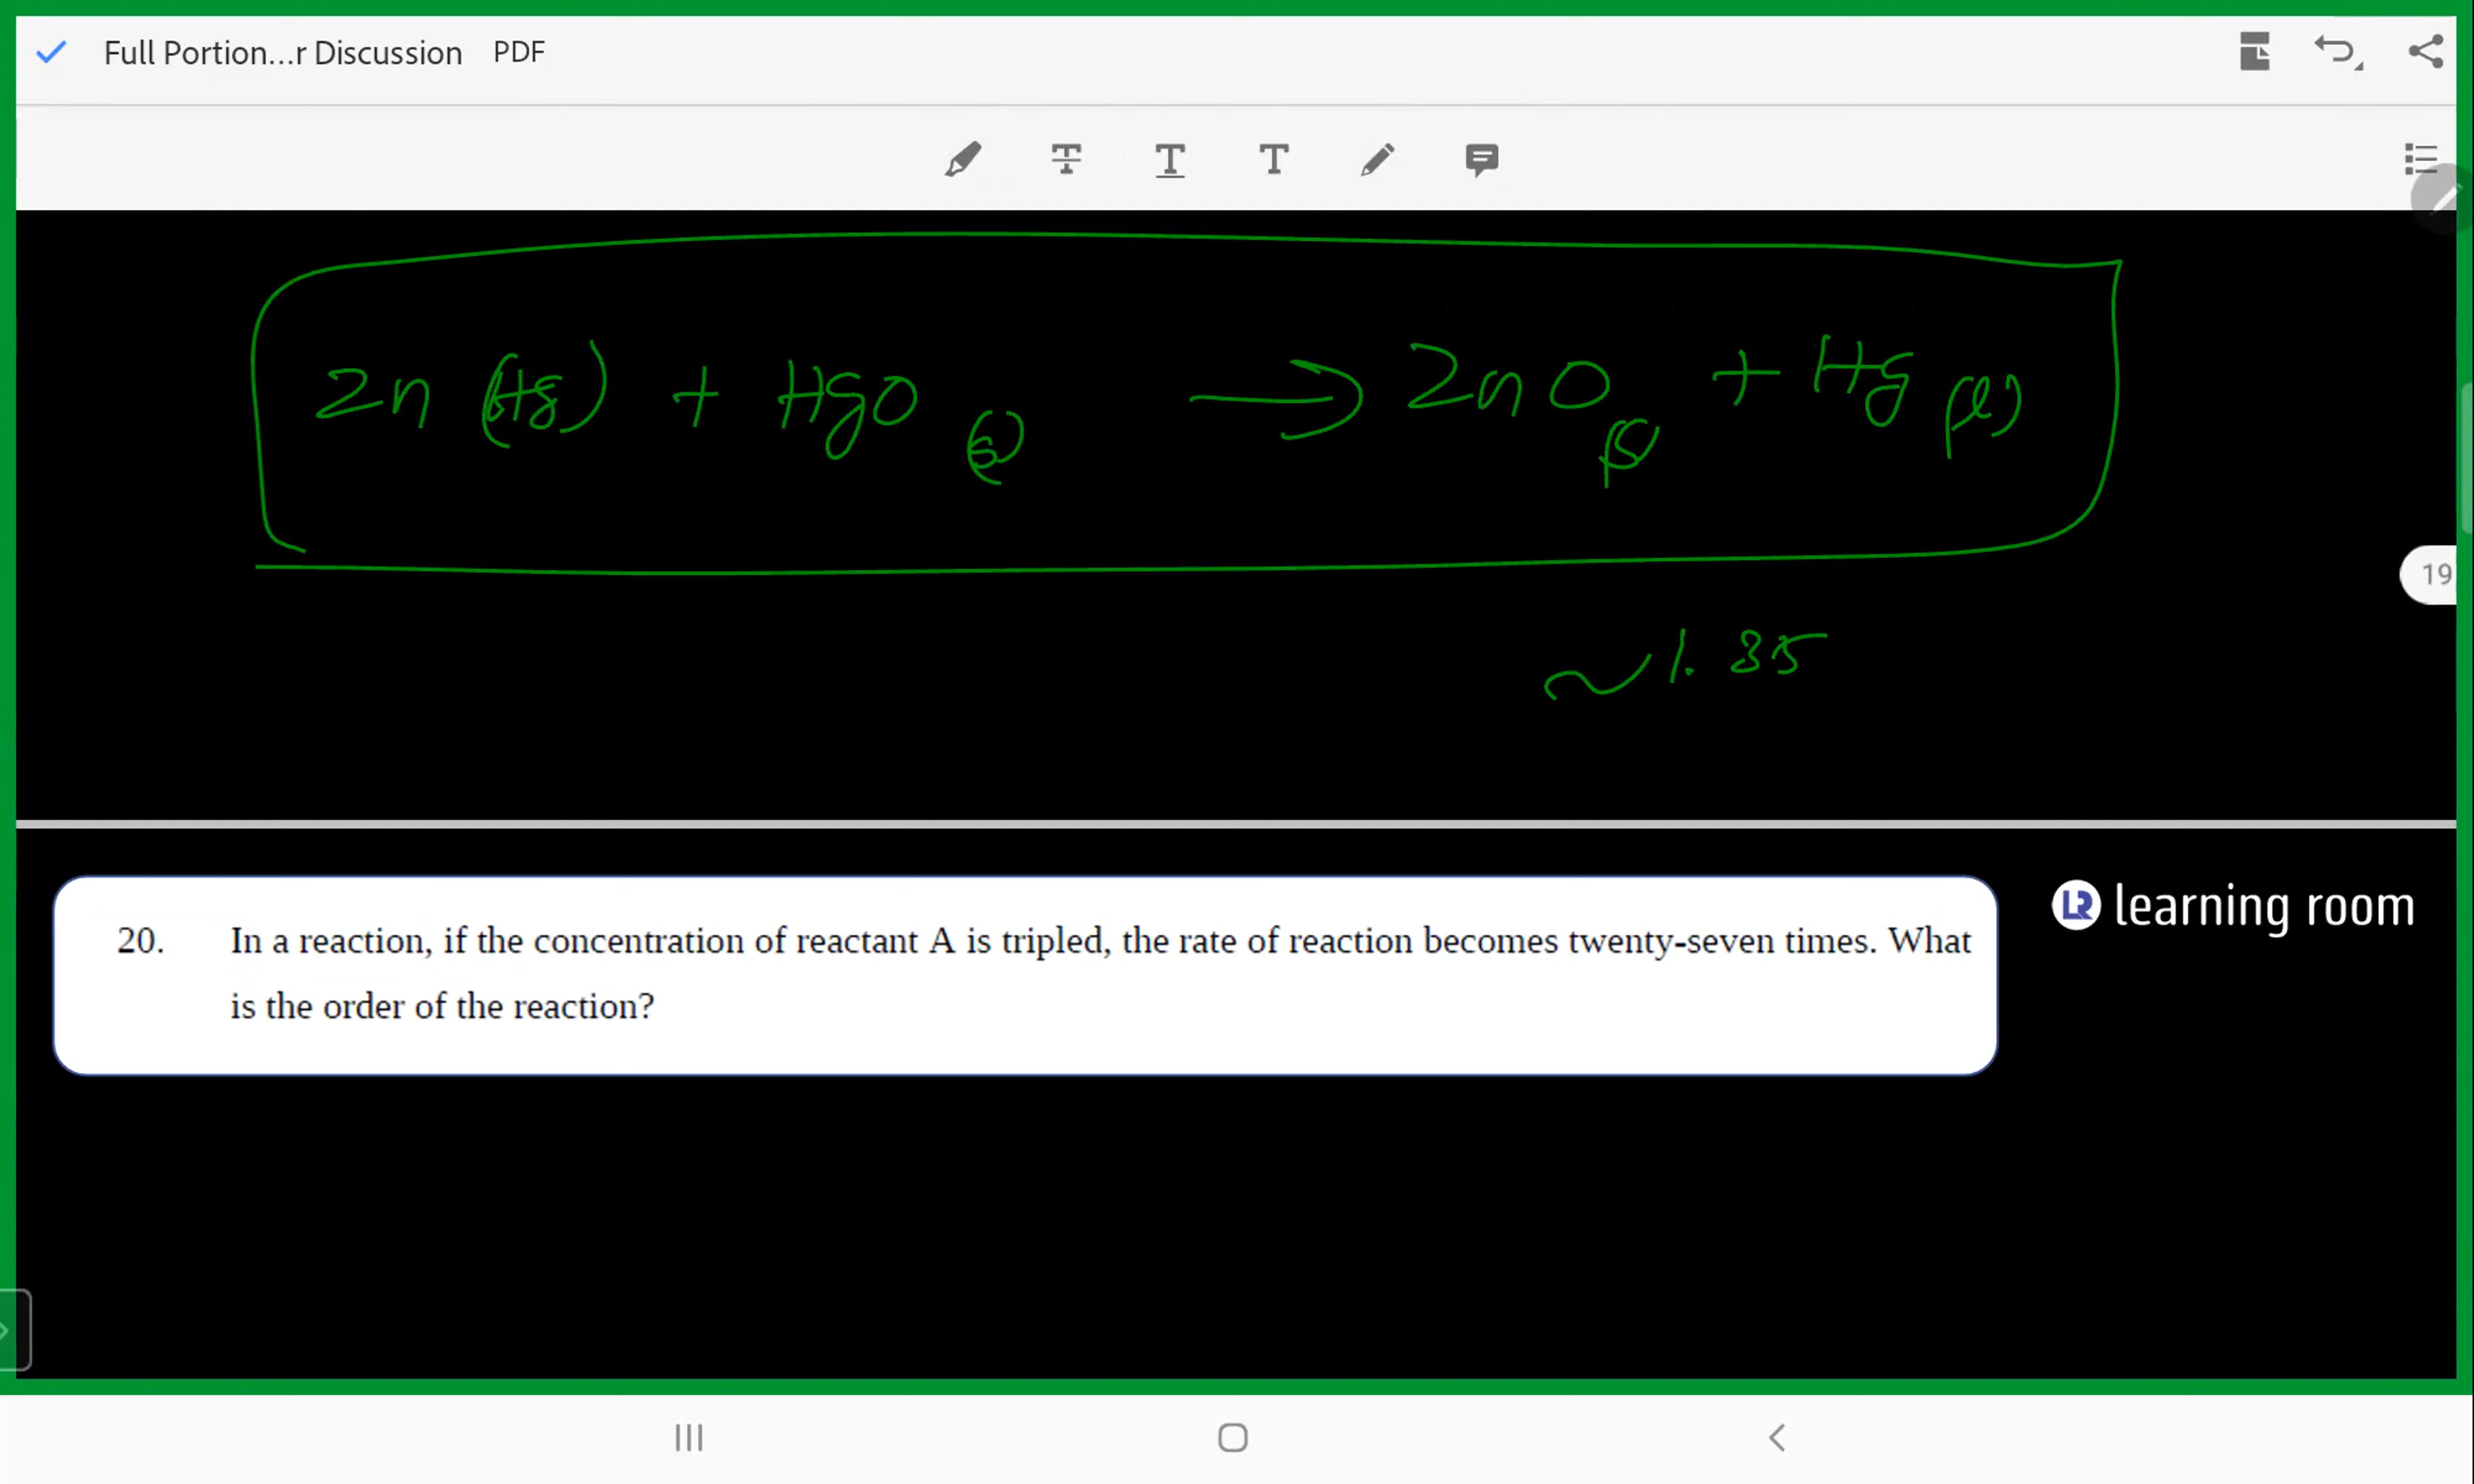 Full Portion...r Discussion PDF
Zn (Hg) + HgO (s) → ZnO (s) + Hg (l)
19
~ 1.35
learning room
20. In a reaction, if the concentration of reactant A is tripled, the rate of reaction becomes twenty-seven times. What
is the order of the reaction?